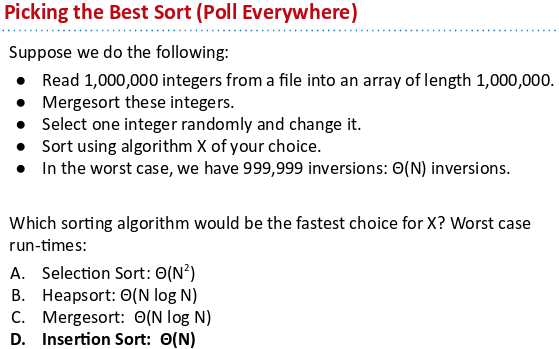 Picking the Best Sort (Poll Everywhere)
Suppose we do the following:
● Read 1,000,000 integers from a file into an array of length 1,000,000.
● Mergesort these integers.
● Select one integer randomly and change it.
● Sort using algorithm X of your choice.
● In the worst case, we have 999,999 inversions: Θ(N) inversions.
Which sorting algorithm would be the fastest choice for X? Worst case
run-times:
A. Selection Sort: Θ(N²)
B. Heapsort: Θ(N log N)
C. Mergesort: Θ(N log N)
D. Insertion Sort: Θ(N)